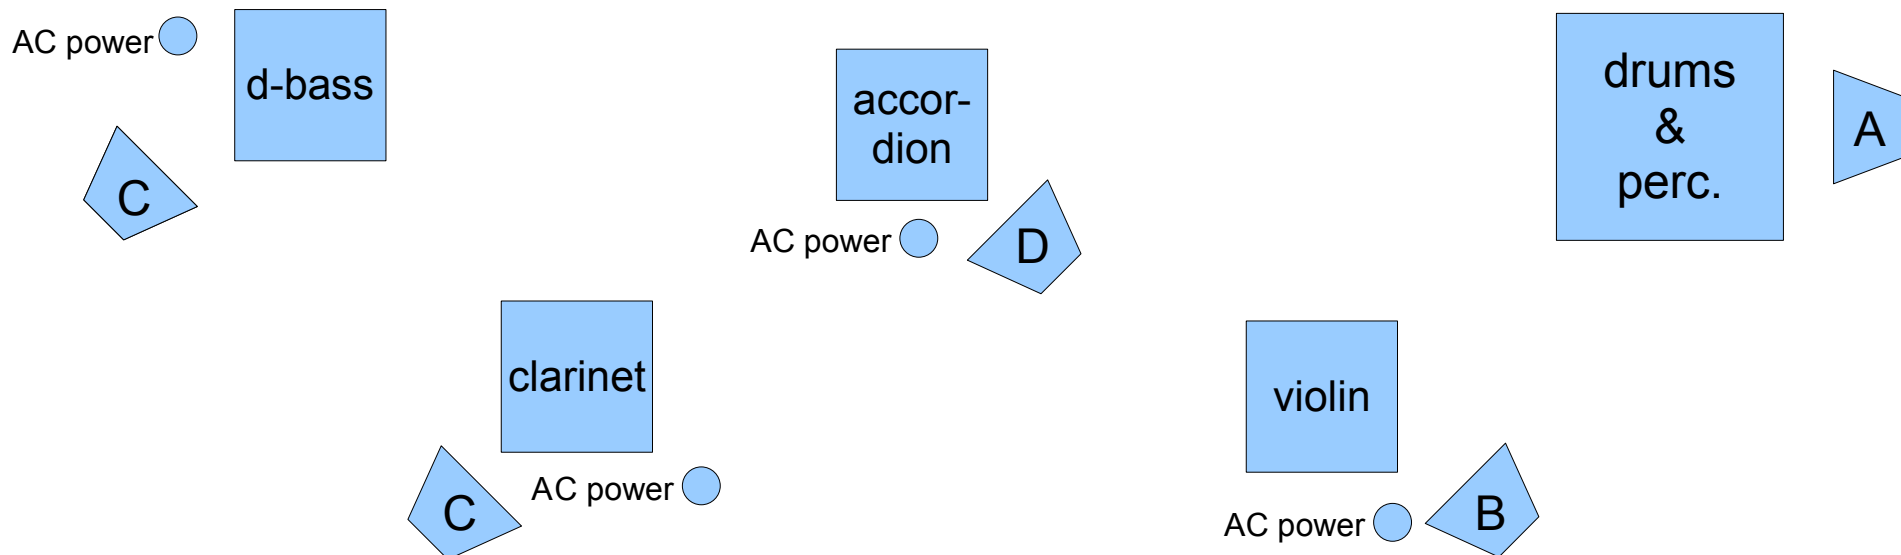 AC power
d-bass
C
accor-
dion
AC power
D
drums
&
perc.
A
clarinet
C
AC power
violin
AC power
B